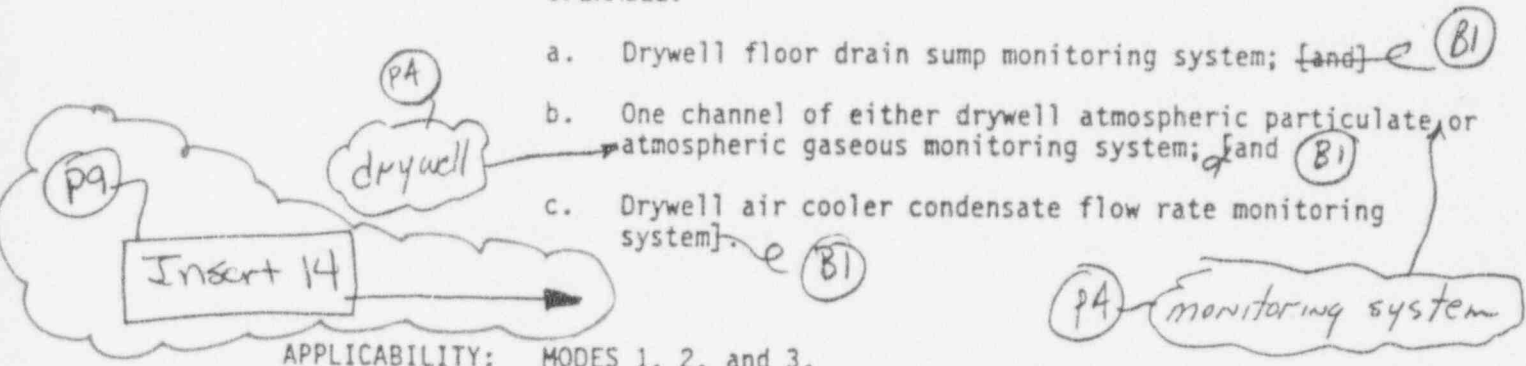 a. Drywell floor drain sump monitoring system; [and] B1
P4
b. One channel of either drywell atmospheric particulate or
drywell atmospheric gaseous monitoring system; [and B1
P9
c. Drywell air cooler condensate flow rate monitoring
system]. B1
Insert 14
P4 monitoring system
APPLICABILITY: MODES 1, 2, and 3.